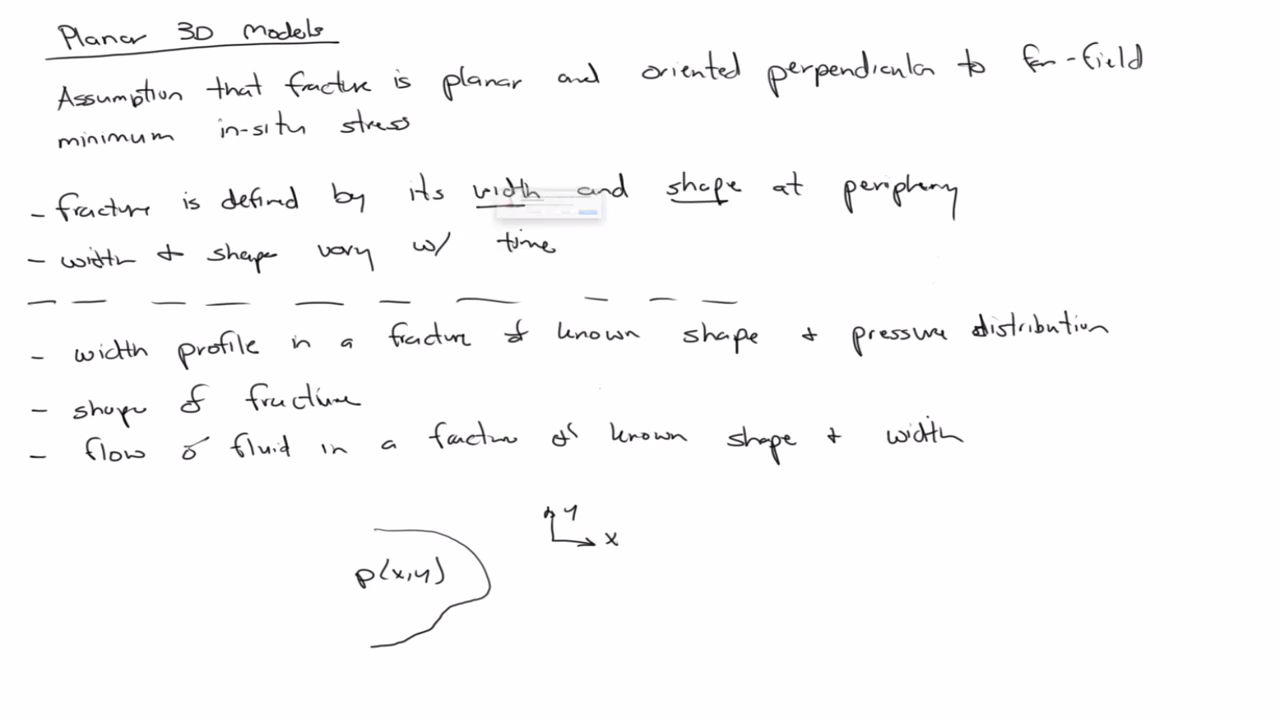 Planar 3D Models
Assumption that fracture is planar and oriented perpendicular to far-field
minimum in-situ stress
- fracture is defined by its width and shape at periphery
- width & shape vary w/ time
- width profile in a fracture of known shape & pressure distribution
- shape of fracture
- flow of fluid in a fracture of known shape & width
y
x
p(x,y)